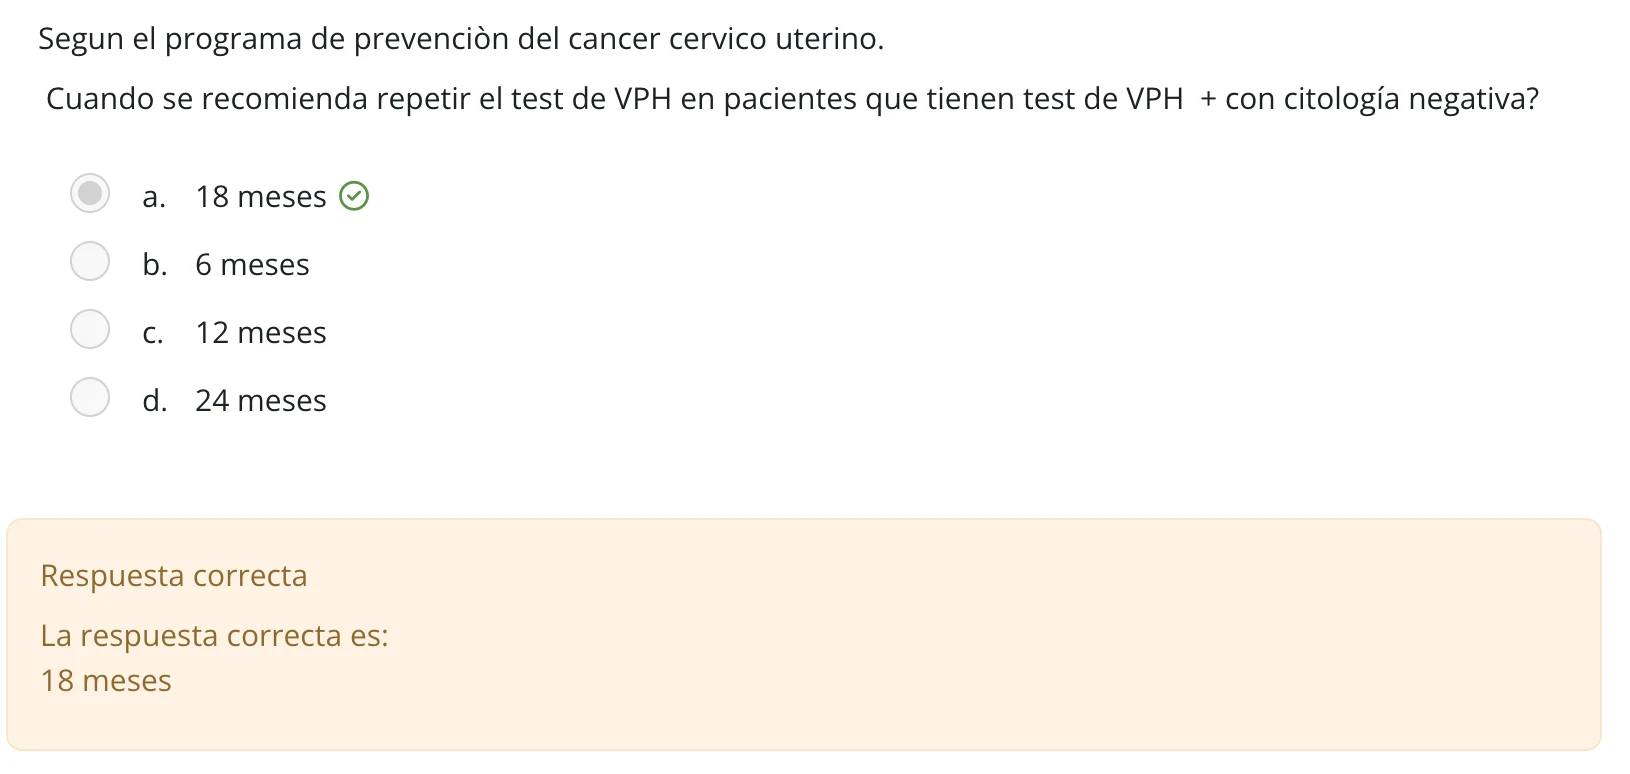 Segun el programa de prevenciòn del cancer cervico uterino.
Cuando se recomienda repetir el test de VPH en pacientes que tienen test de VPH + con citología negativa?
a. 18 meses
b. 6 meses
c. 12 meses
d. 24 meses
Respuesta correcta
La respuesta correcta es:
18 meses